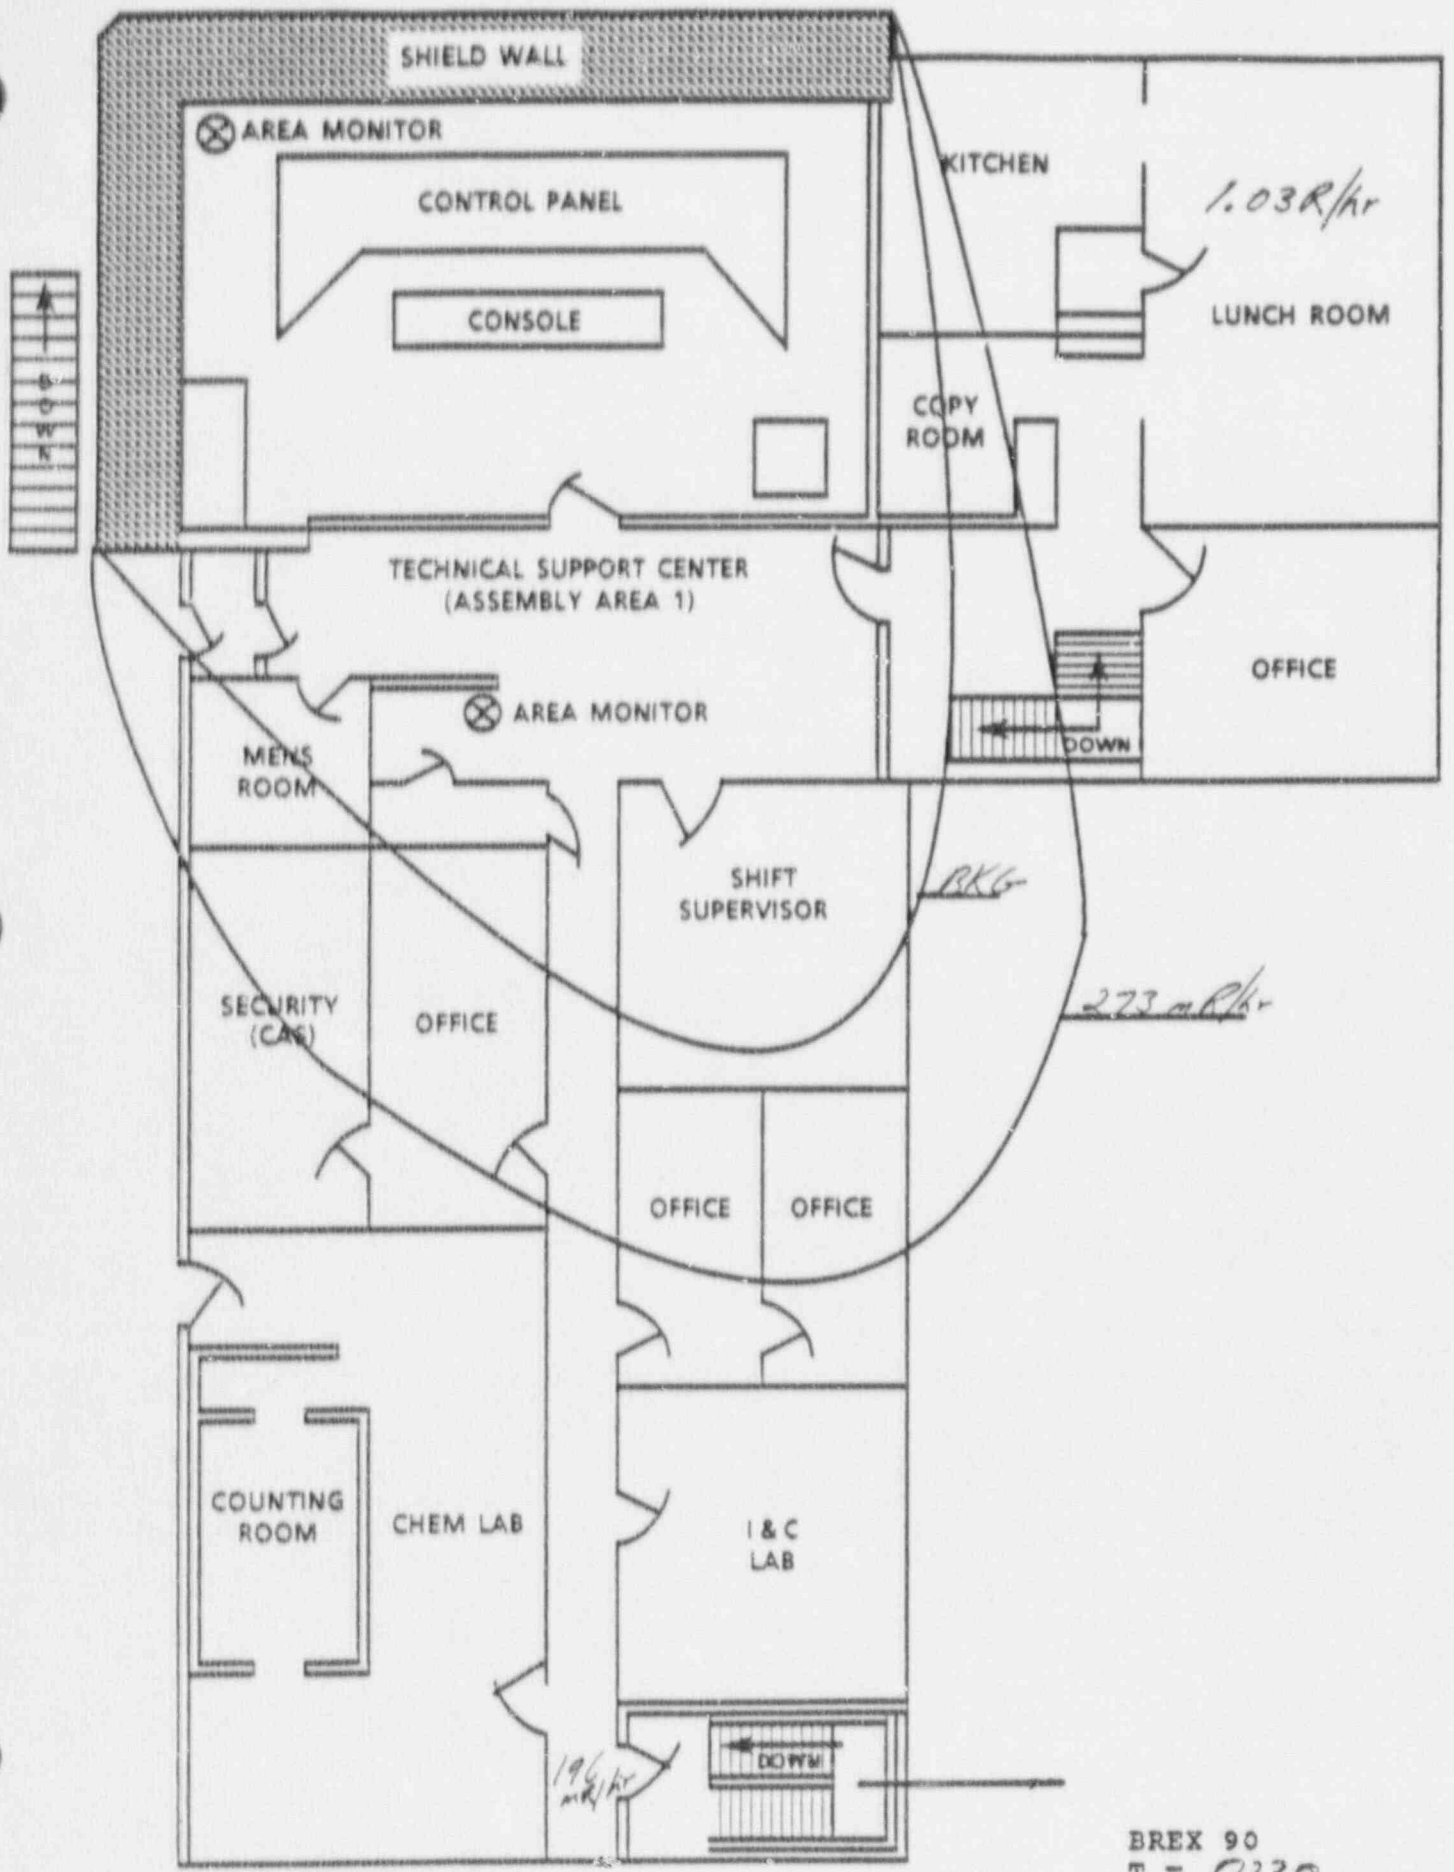 SHIELD WALL
AREA MONITOR
CONTROL PANEL
CONSOLE
KITCHEN
1.03 R/hr
LUNCH ROOM
DOWN
COPY
ROOM
TECHNICAL SUPPORT CENTER
(ASSEMBLY AREA 1)
AREA MONITOR
OFFICE
DOWN
MENS
ROOM
SHIFT
SUPERVISOR
BKG
SECURITY
(CAS)
OFFICE
273 mR/hr
OFFICE
OFFICE
COUNTING
ROOM
CHEM LAB
I & C
LAB
mR/hr
DOWN
BREX 90